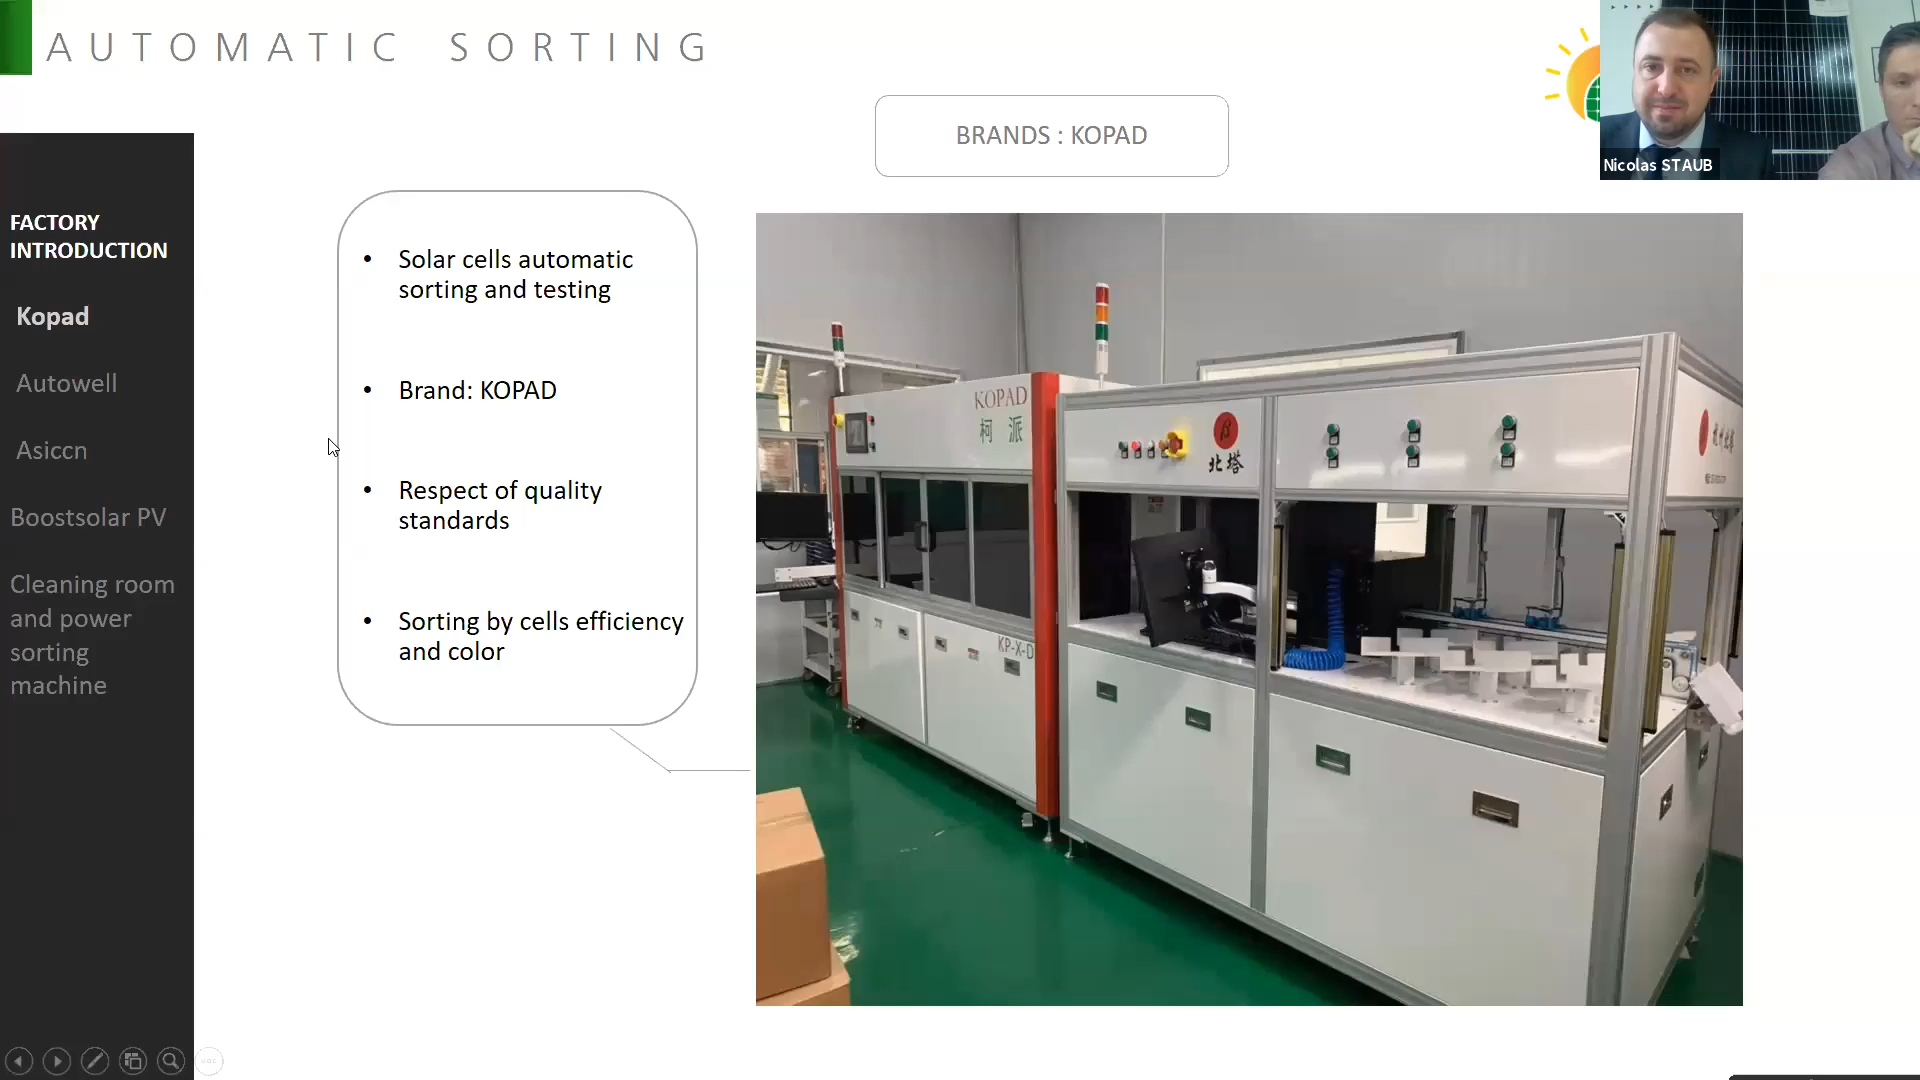 AUTOMATIC SORTING
BRANDS : KOPAD
Nicolas STAUB
FACTORY
INTRODUCTION
Kopad
Autowell
Asiccn
Boostsolar PV
Cleaning room
and power
sorting
machine
• Solar cells automatic
sorting and testing
• Brand: KOPAD
• Respect of quality
standards
• Sorting by cells efficiency
and color
KOPAD
柯 派
KP-X-D
β
北塔